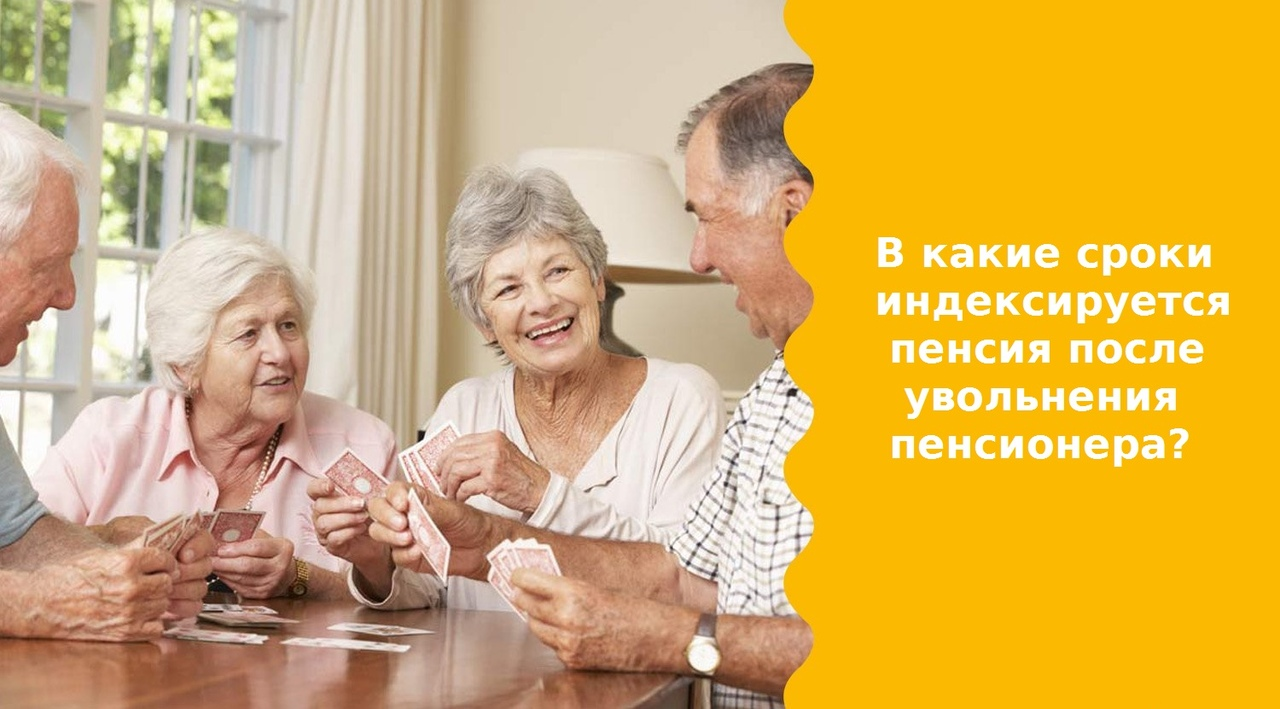 В какие сроки
индексируется
пенсия после
увольнения
пенсионера?